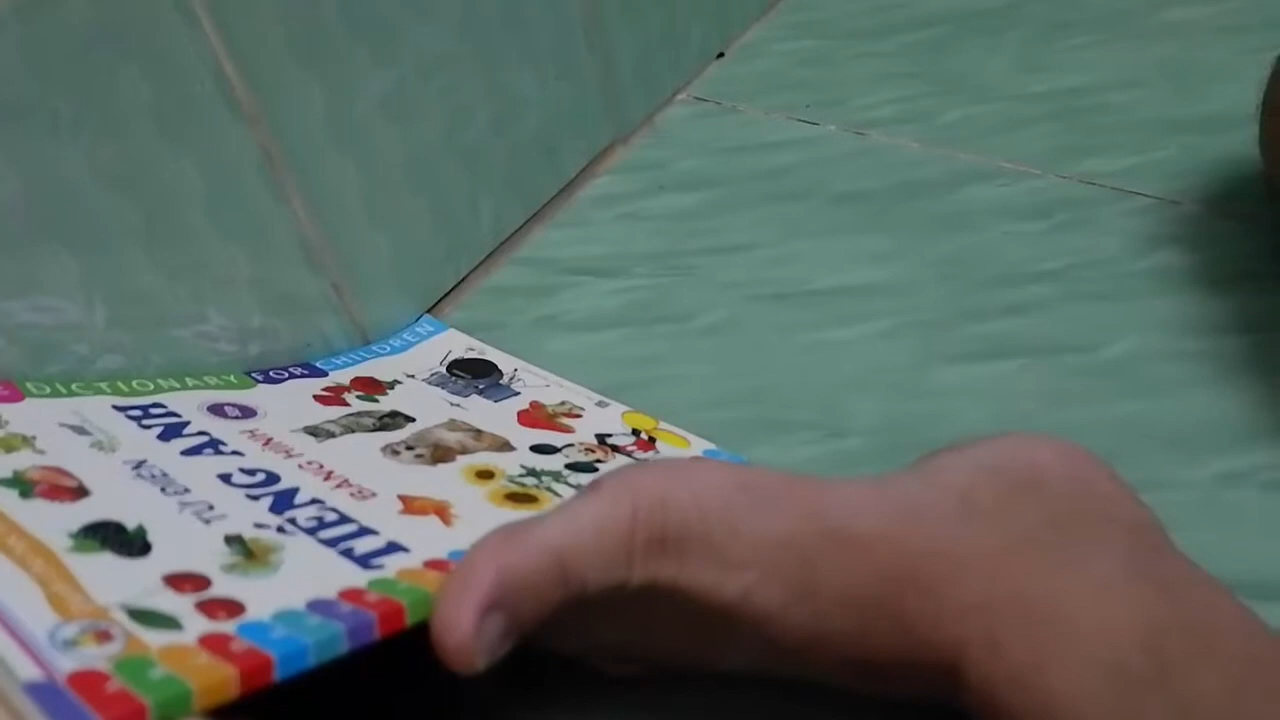 DICTIONARY FOR CHILDREN
TỪ ĐIỂN
TIẾNG ANH
BẰNG HÌNH